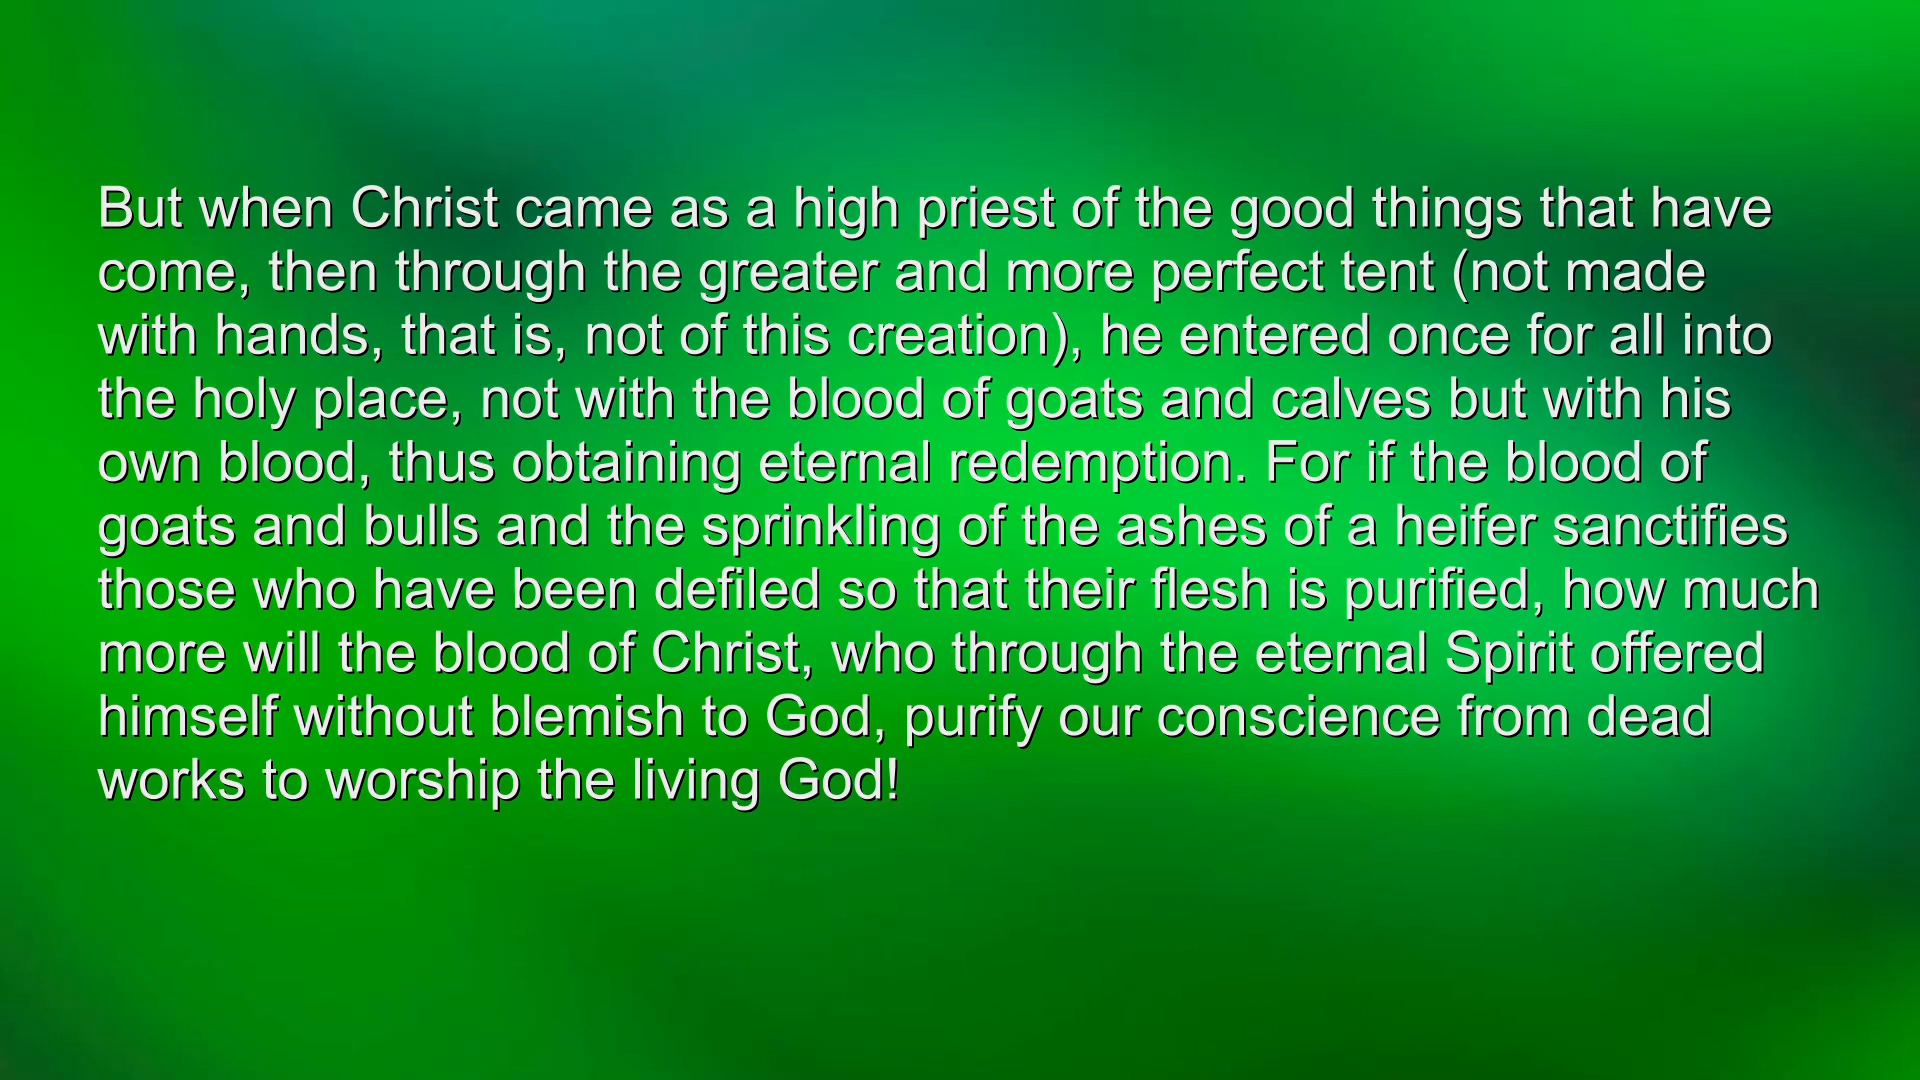 But when Christ came as a high priest of the good things that have
come, then through the greater and more perfect tent (not made
with hands, that is, not of this creation), he entered once for all into
the holy place, not with the blood of goats and calves but with his
own blood, thus obtaining eternal redemption. For if the blood of
goats and bulls and the sprinkling of the ashes of a heifer sanctifies
those who have been defiled so that their flesh is purified, how much
more will the blood of Christ, who through the eternal Spirit offered
himself without blemish to God, purify our conscience from dead
works to worship the living God!